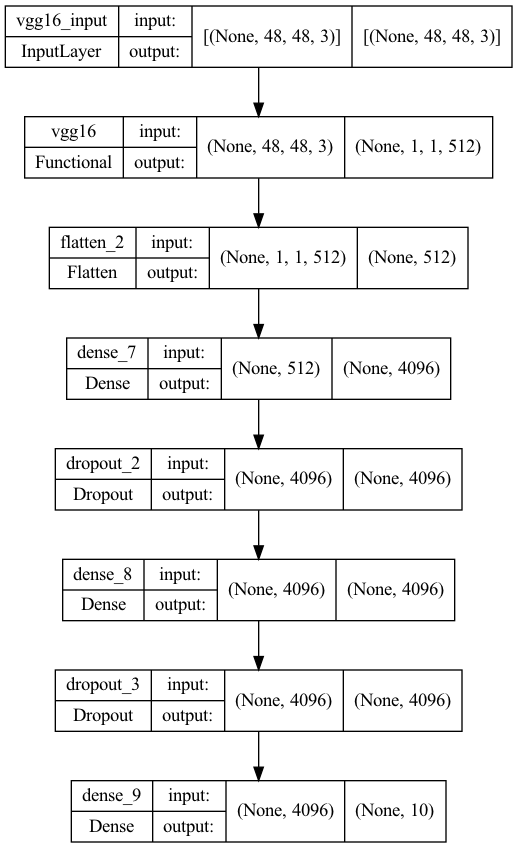 vgg16_input input: [(None, 48, 48, 3)] [(None, 48, 48, 3)]
InputLayer output:
vgg16 input: (None, 48, 48, 3) (None, 1, 1, 512)
Functional output:
flatten_2 input: (None, 1, 1, 512) (None, 512)
Flatten output:
dense_7 input: (None, 512) (None, 4096)
Dense output:
dropout_2 input: (None, 4096) (None, 4096)
Dropout output:
dense_8 input: (None, 4096) (None, 4096)
Dense output:
dropout_3 input: (None, 4096) (None, 4096)
Dropout output:
dense_9 input: (None, 4096) (None, 10)
Dense output: